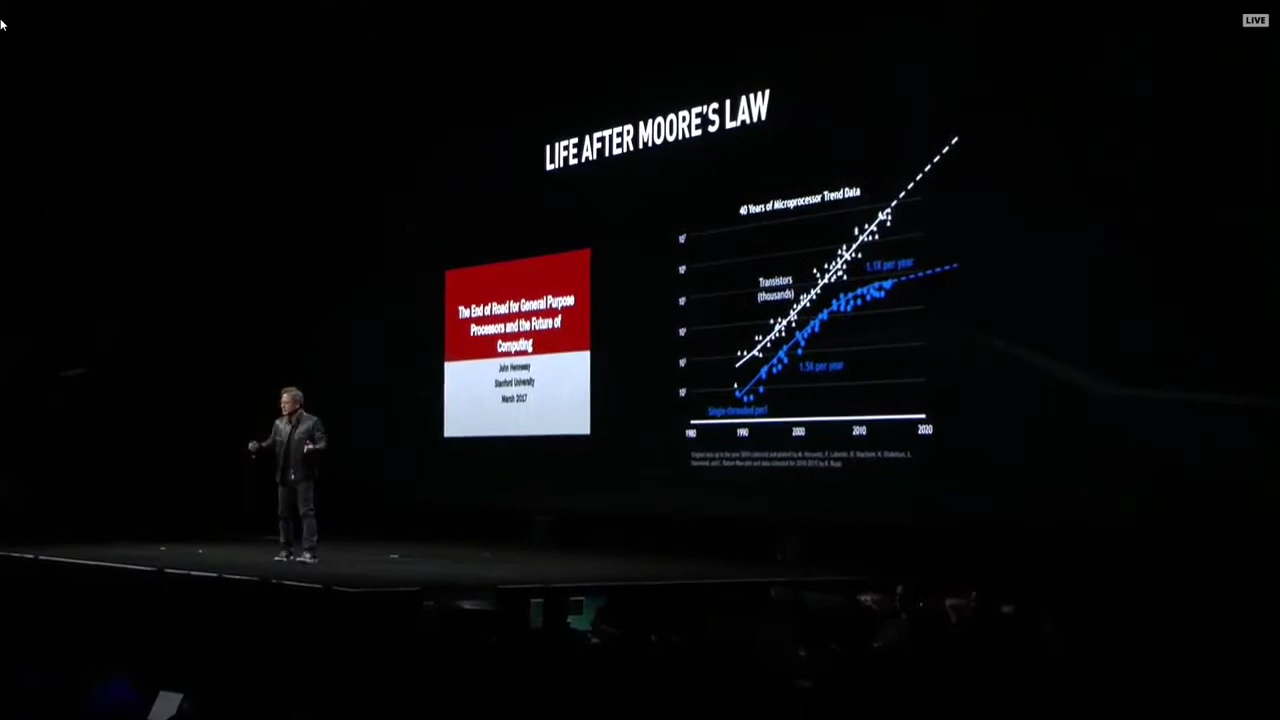 LIVE
LIFE AFTER MOORE'S LAW
The End of Road for General Purpose
Processors and the Future of
Computing
John Hennessy
Stanford University
March 2017
40 Years of Microprocessor Trend Data
Transistors
(thousands)
1.1X per year
1.5X per year
Single-threaded perf
1980
1990
2000
2010
2020